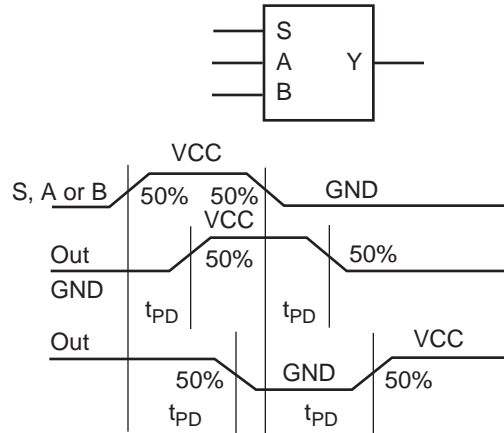 S
A Y
B
VCC
S, A or B 50% 50% GND
VCC
Out 50% 50%
GND
tPD tPD
Out VCC
50% GND 50%
tPD tPD